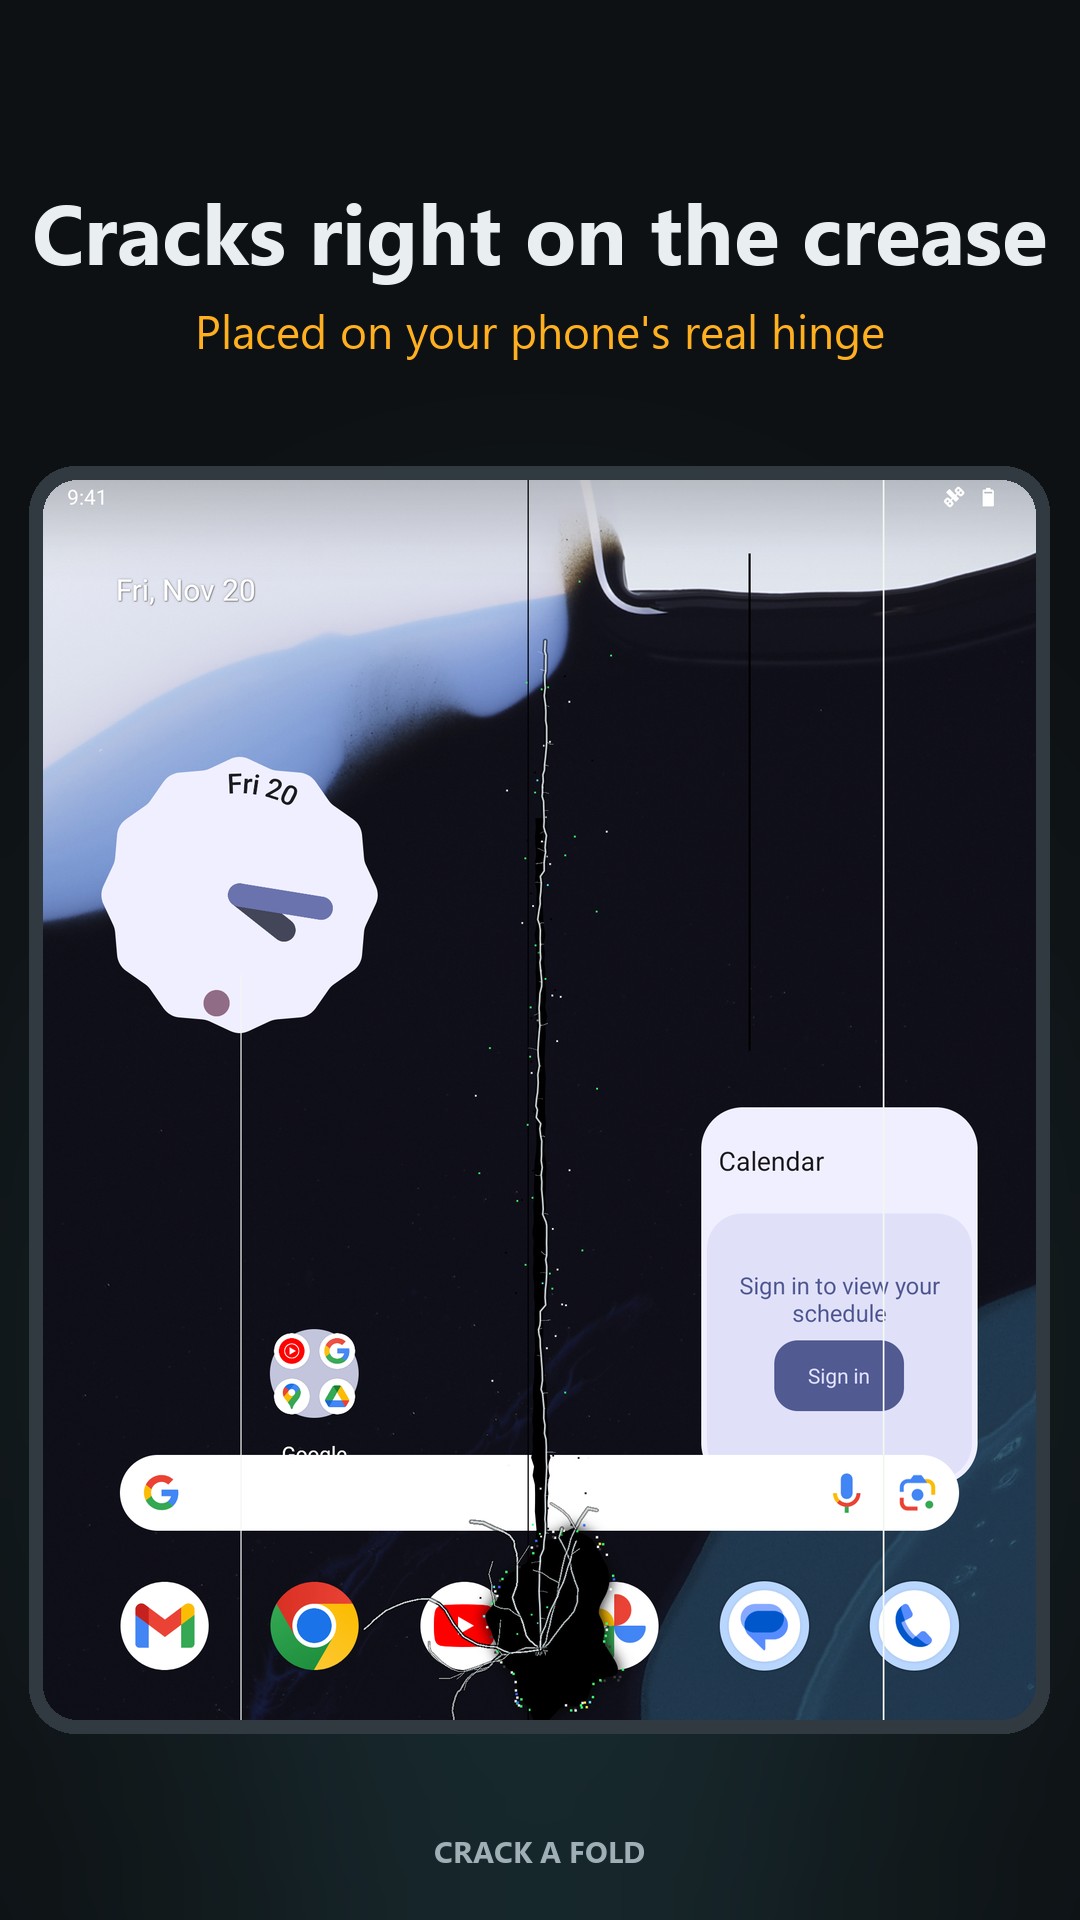 Cracks right on the crease
Placed on your phone's real hinge
9:41
Fri, Nov 20
Fri 20
Calendar
Sign in to view your
schedule
Sign in
Google
CRACK A FOLD